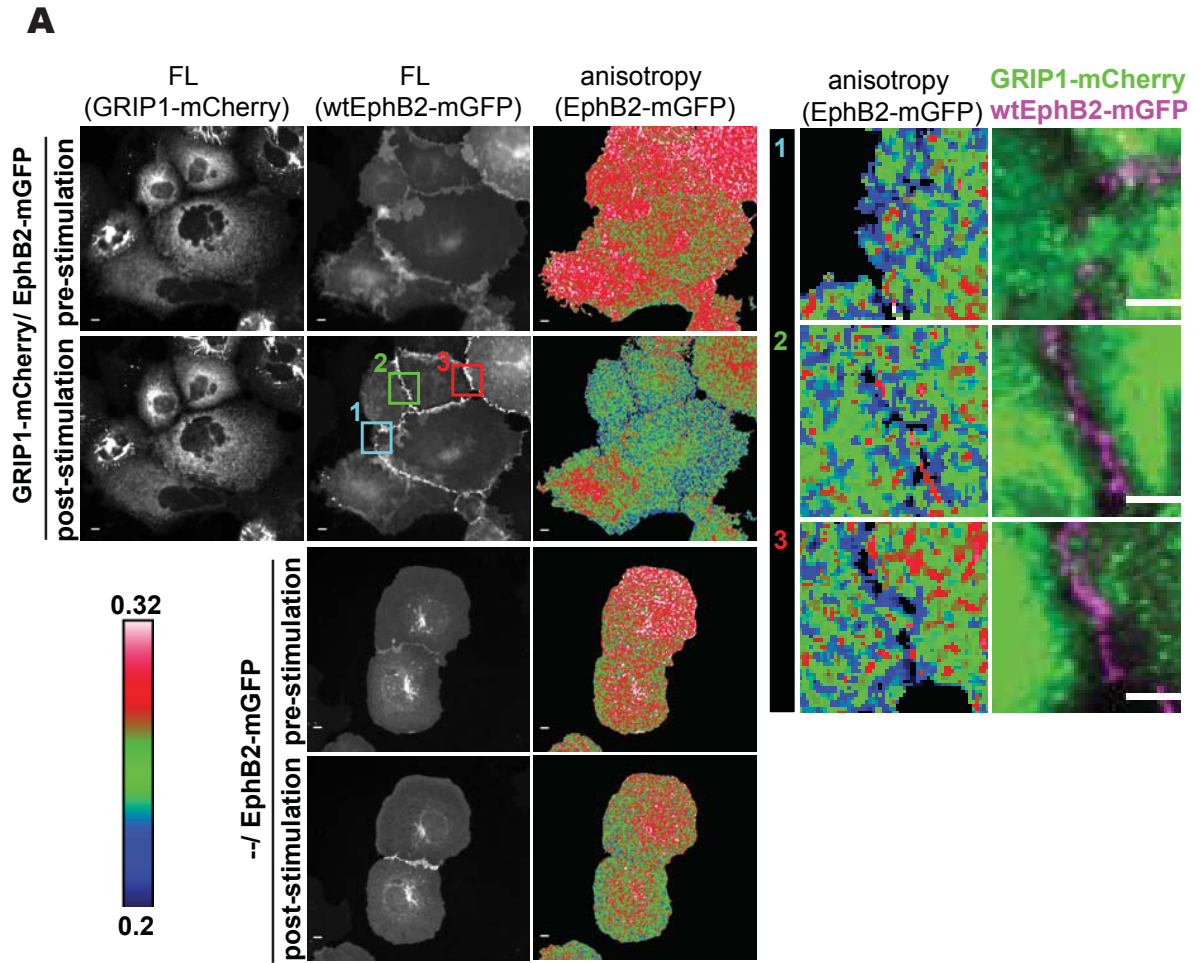 A
FL
(GRIP1-mCherry)
FL
(wtEphB2-mGFP)
anisotropy
(EphB2-mGFP)
anisotropy
(EphB2-mGFP)
GRIP1-mCherry
wtEphB2-mGFP
GRIP1-mCherry/ EphB2-mGFP
pre-stimulation
post-stimulation
1
2
3
1
2
3
0.32
0.2
--/ EphB2-mGFP
pre-stimulation
post-stimulation